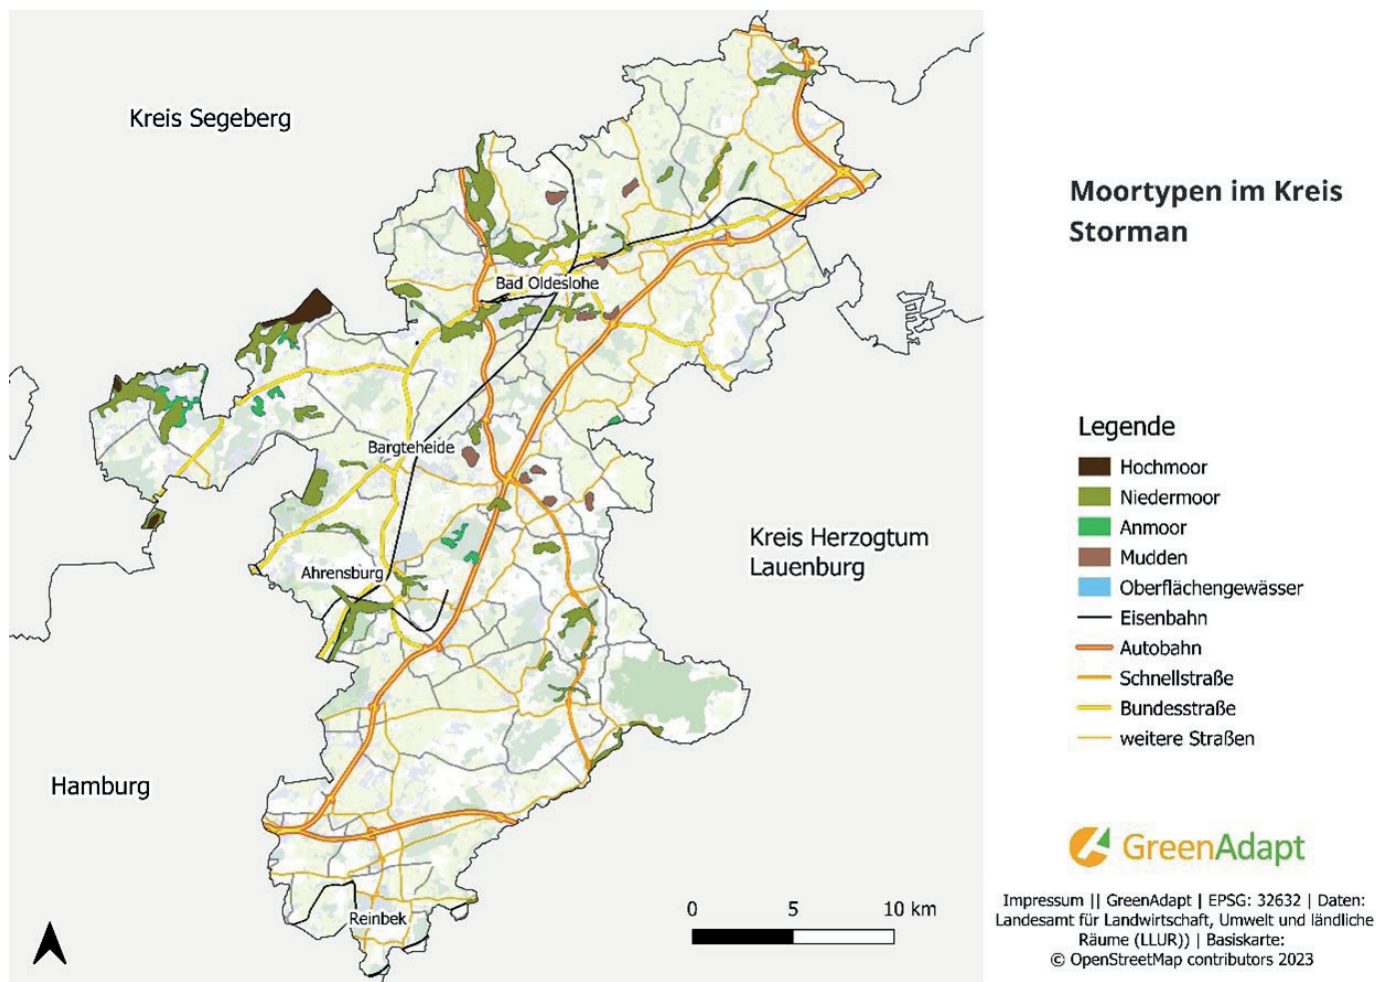 Kreis Segeberg
Bad Oldeslohe
Bargteheide
Ahrensburg
Kreis Herzogtum
Lauenburg
Hamburg
Reinbek
0 5 10 km
Moortypen im Kreis
Storman
Legende
Hochmoor
Niedermoor
Anmoor
Mudden
Oberflächengewässer
Eisenbahn
Autobahn
Schnellstraße
Bundesstraße
weitere Straßen
GreenAdapt
Impressum || GreenAdapt | EPSG: 32632 | Daten:
Landesamt für Landwirtschaft, Umwelt und ländliche
Räume (LLUR)) | Basiskarte:
© OpenStreetMap contributors 2023